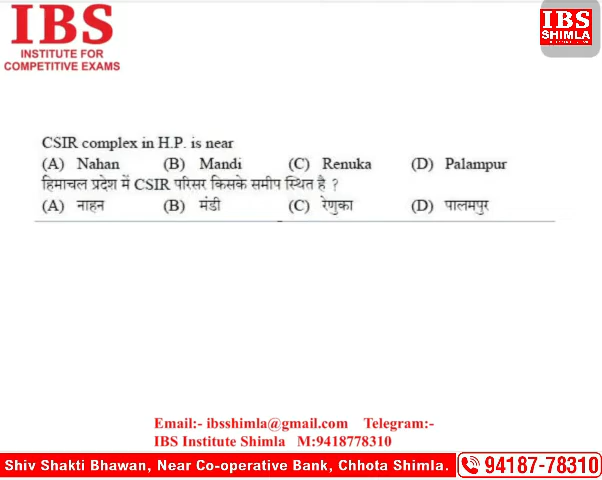 IBS
INSTITUTE FOR
COMPETITIVE EXAMS
IBS
SHIMLA
CSIR complex in H.P. is near
(A) Nahan (B) Mandi (C) Renuka (D) Palampur
हिमाचल प्रदेश में CSIR परिसर किसके समीप स्थित है ?
(A) नाहन (B) मंडी (C) रेणुका (D) पालमपुर
Email:- ibsshimla@gmail.com Telegram:-
IBS Institute Shimla M:9418778310
Shiv Shakti Bhawan, Near Co-operative Bank, Chhota Shimla. 94187-78310